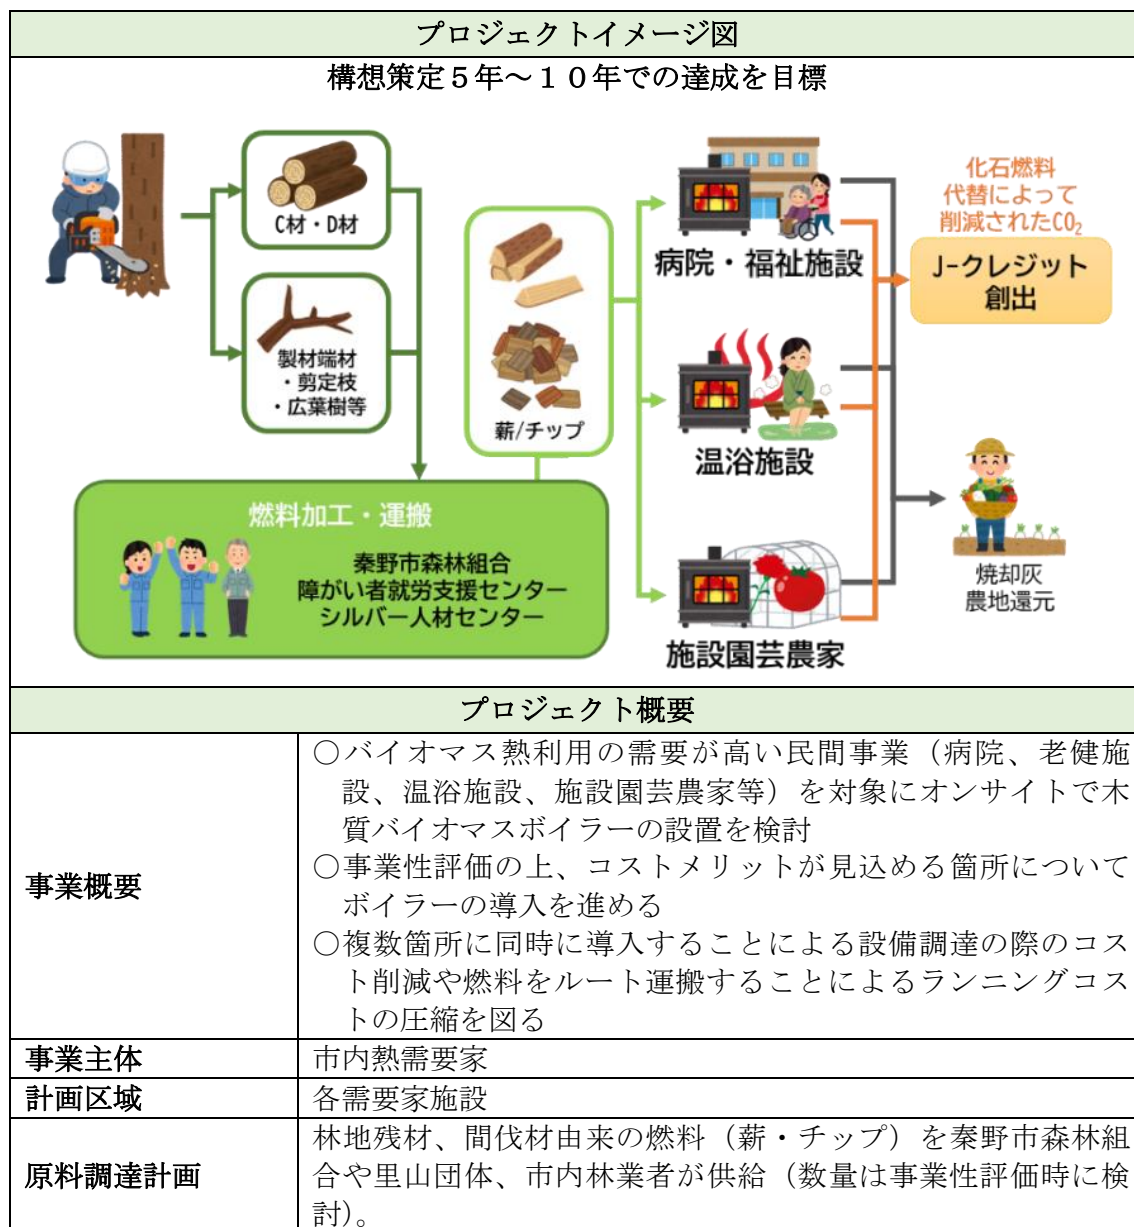 プロジェクトイメージ図
構想策定５年～１０年での達成を目標
C材・D材
製材端材
・剪定枝
・広葉樹等
燃料加工・運搬
秦野市森林組合
障がい者就労支援センター
シルバー人材センター
薪/チップ
病院・福祉施設
温浴施設
施設園芸農家
化石燃料
代替によって
削減されたCO₂
J-クレジット
創出
焼却灰
農地還元
プロジェクト概要
事業概要
○バイオマス熱利用の需要が高い民間事業（病院、老健施
設、温浴施設、施設園芸農家等）を対象にオンサイトで木
質バイオマスボイラーの設置を検討
○事業性評価の上、コストメリットが見込める箇所について
ボイラーの導入を進める
○複数箇所に同時に導入することによる設備調達の際のコス
ト削減や燃料をルート運搬することによるランニングコス
トの圧縮を図る
事業主体
市内熱需要家
計画区域
各需要家施設
原料調達計画
林地残材、間伐材由来の燃料（薪・チップ）を秦野市森林組
合や里山団体、市内林業者が供給（数量は事業性評価時に検
討）。